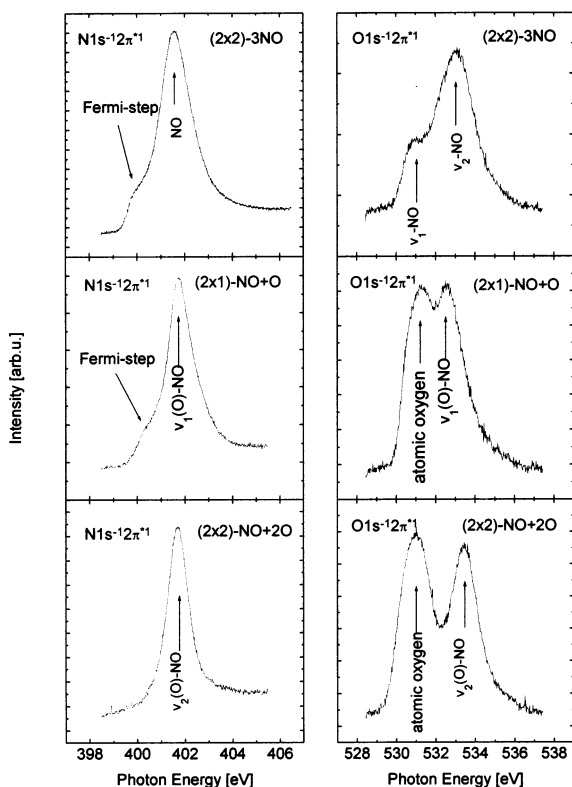 N1s⁻¹2π*¹ (2x2)-3NO
Fermi-step
NO
O1s⁻¹2π*¹ (2x2)-3NO
ν₁-NO
ν₂-NO
N1s⁻¹2π*¹ (2x1)-NO+O
Fermi-step
ν₁(O)-NO
O1s⁻¹2π*¹ (2x1)-NO+O
atomic oxygen
ν₁(O)-NO
N1s⁻¹2π*¹ (2x2)-NO+2O
ν₂(O)-NO
O1s⁻¹2π*¹ (2x2)-NO+2O
atomic oxygen
ν₂(O)-NO
Intensity [arb.u.]
398 400 402 404 406
528 530 532 534 536 538
Photon Energy [eV]
Photon Energy [eV]